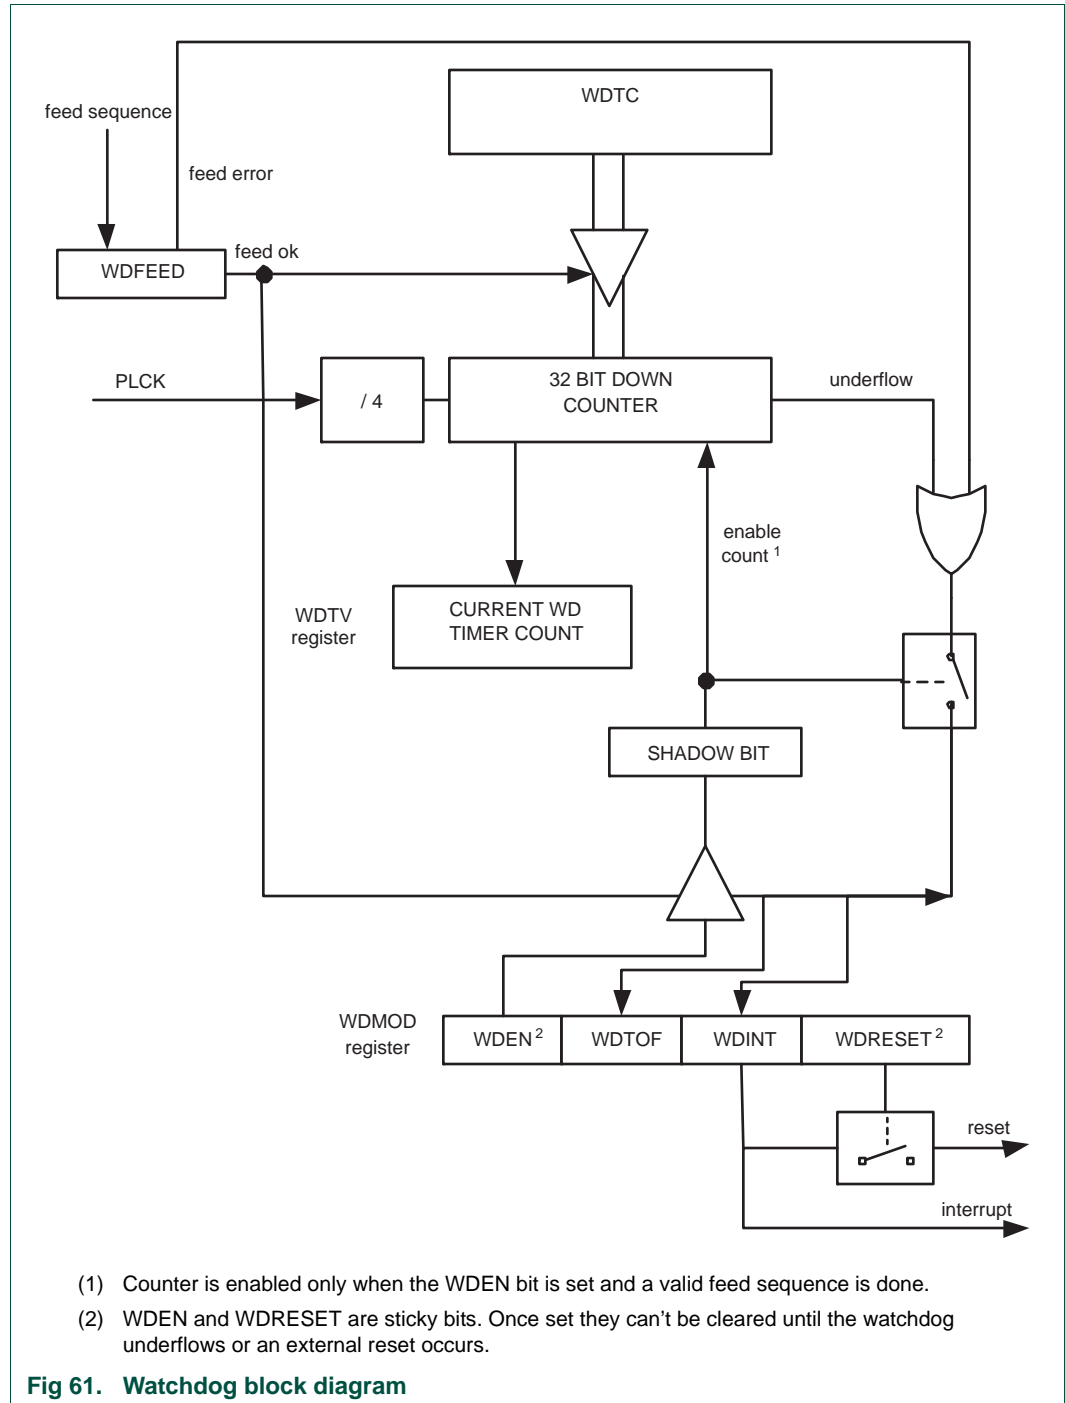 WDTC
feed sequence
feed error
feed ok
WDFEED
PLCK
/ 4
32 BIT DOWN
COUNTER
underflow
enable
count 1
WDTV
register
CURRENT WD
TIMER COUNT
SHADOW BIT
WDMOD
register
WDEN 2
WDTOF
WDINT
WDRESET 2
reset
interrupt
(1) Counter is enabled only when the WDEN bit is set and a valid feed sequence is done.
(2) WDEN and WDRESET are sticky bits. Once set they can't be cleared until the watchdog
underflows or an external reset occurs.
Fig 61. Watchdog block diagram